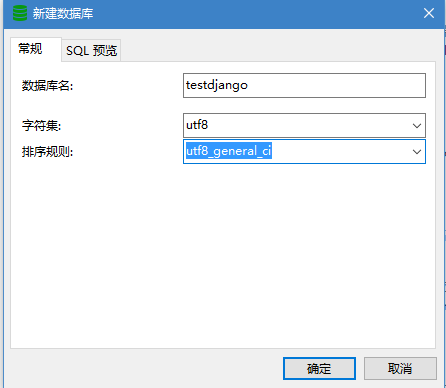 新建数据库
常规 SQL 预览
数据库名: testdjango
字符集: utf8
排序规则: utf8_general_ci
确定 取消